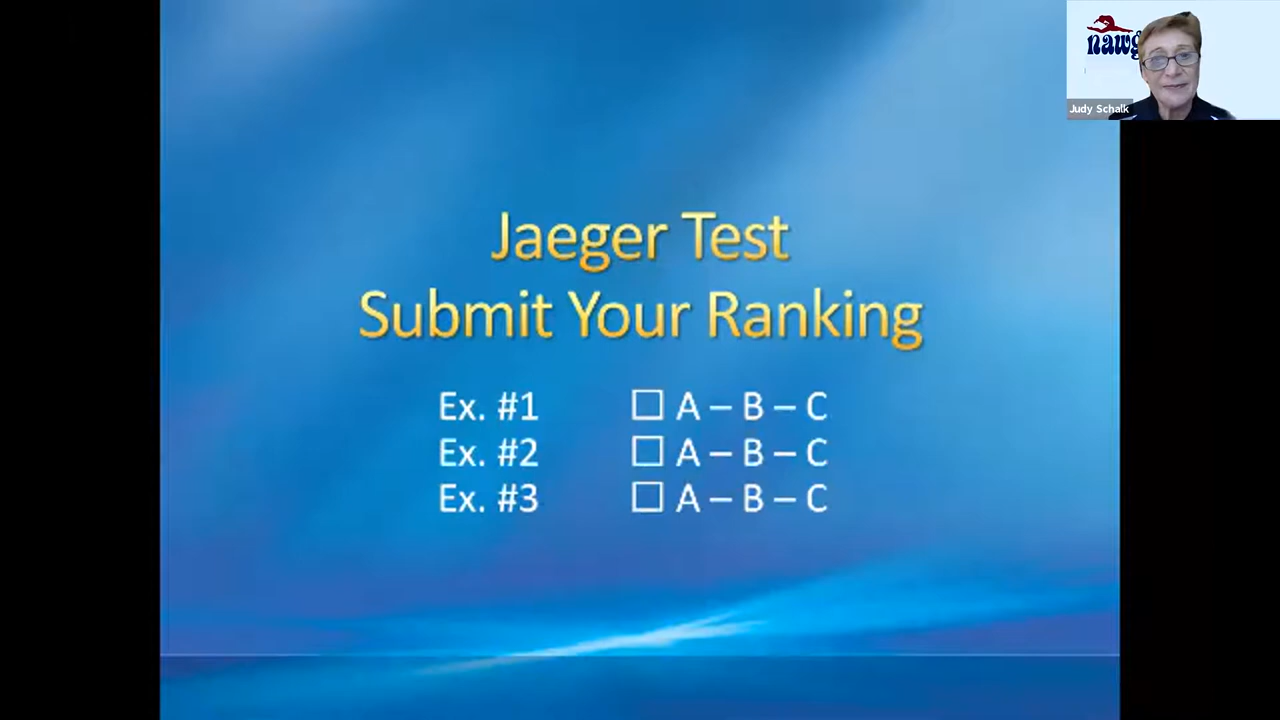 nawg
Judy Schalk
Jaeger Test
Submit Your Ranking
Ex. #1 ☐ A – B – C
Ex. #2 ☐ A – B – C
Ex. #3 ☐ A – B – C